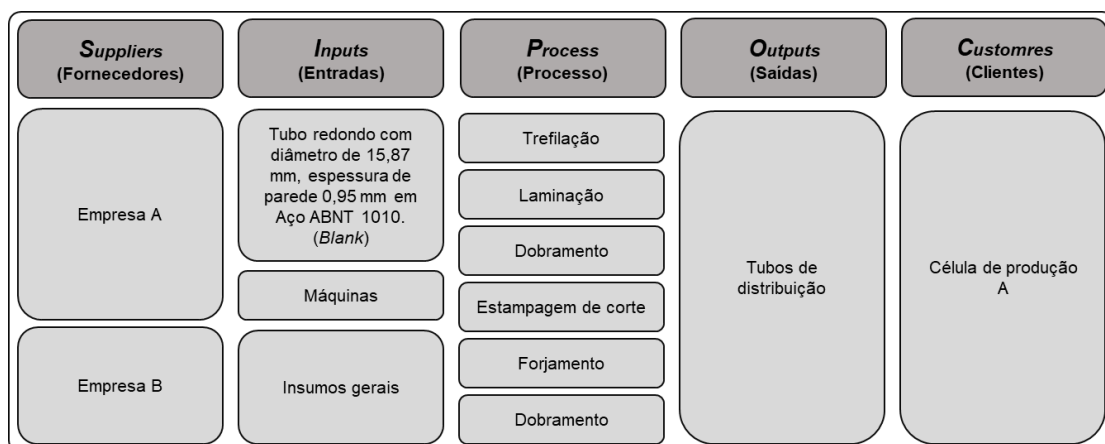 Suppliers
(Fornecedores)
Inputs
(Entradas)
Process
(Processo)
Outputs
(Saídas)
Customres
(Clientes)
Empresa A
Empresa B
Tubo redondo com
diâmetro de 15,87
mm, espessura de
parede 0,95 mm em
Aço ABNT 1010.
(Blank)
Máquinas
Insumos gerais
Trefilação
Laminação
Dobramento
Estampagem de corte
Forjamento
Dobramento
Tubos de
distribuição
Célula de produção
A